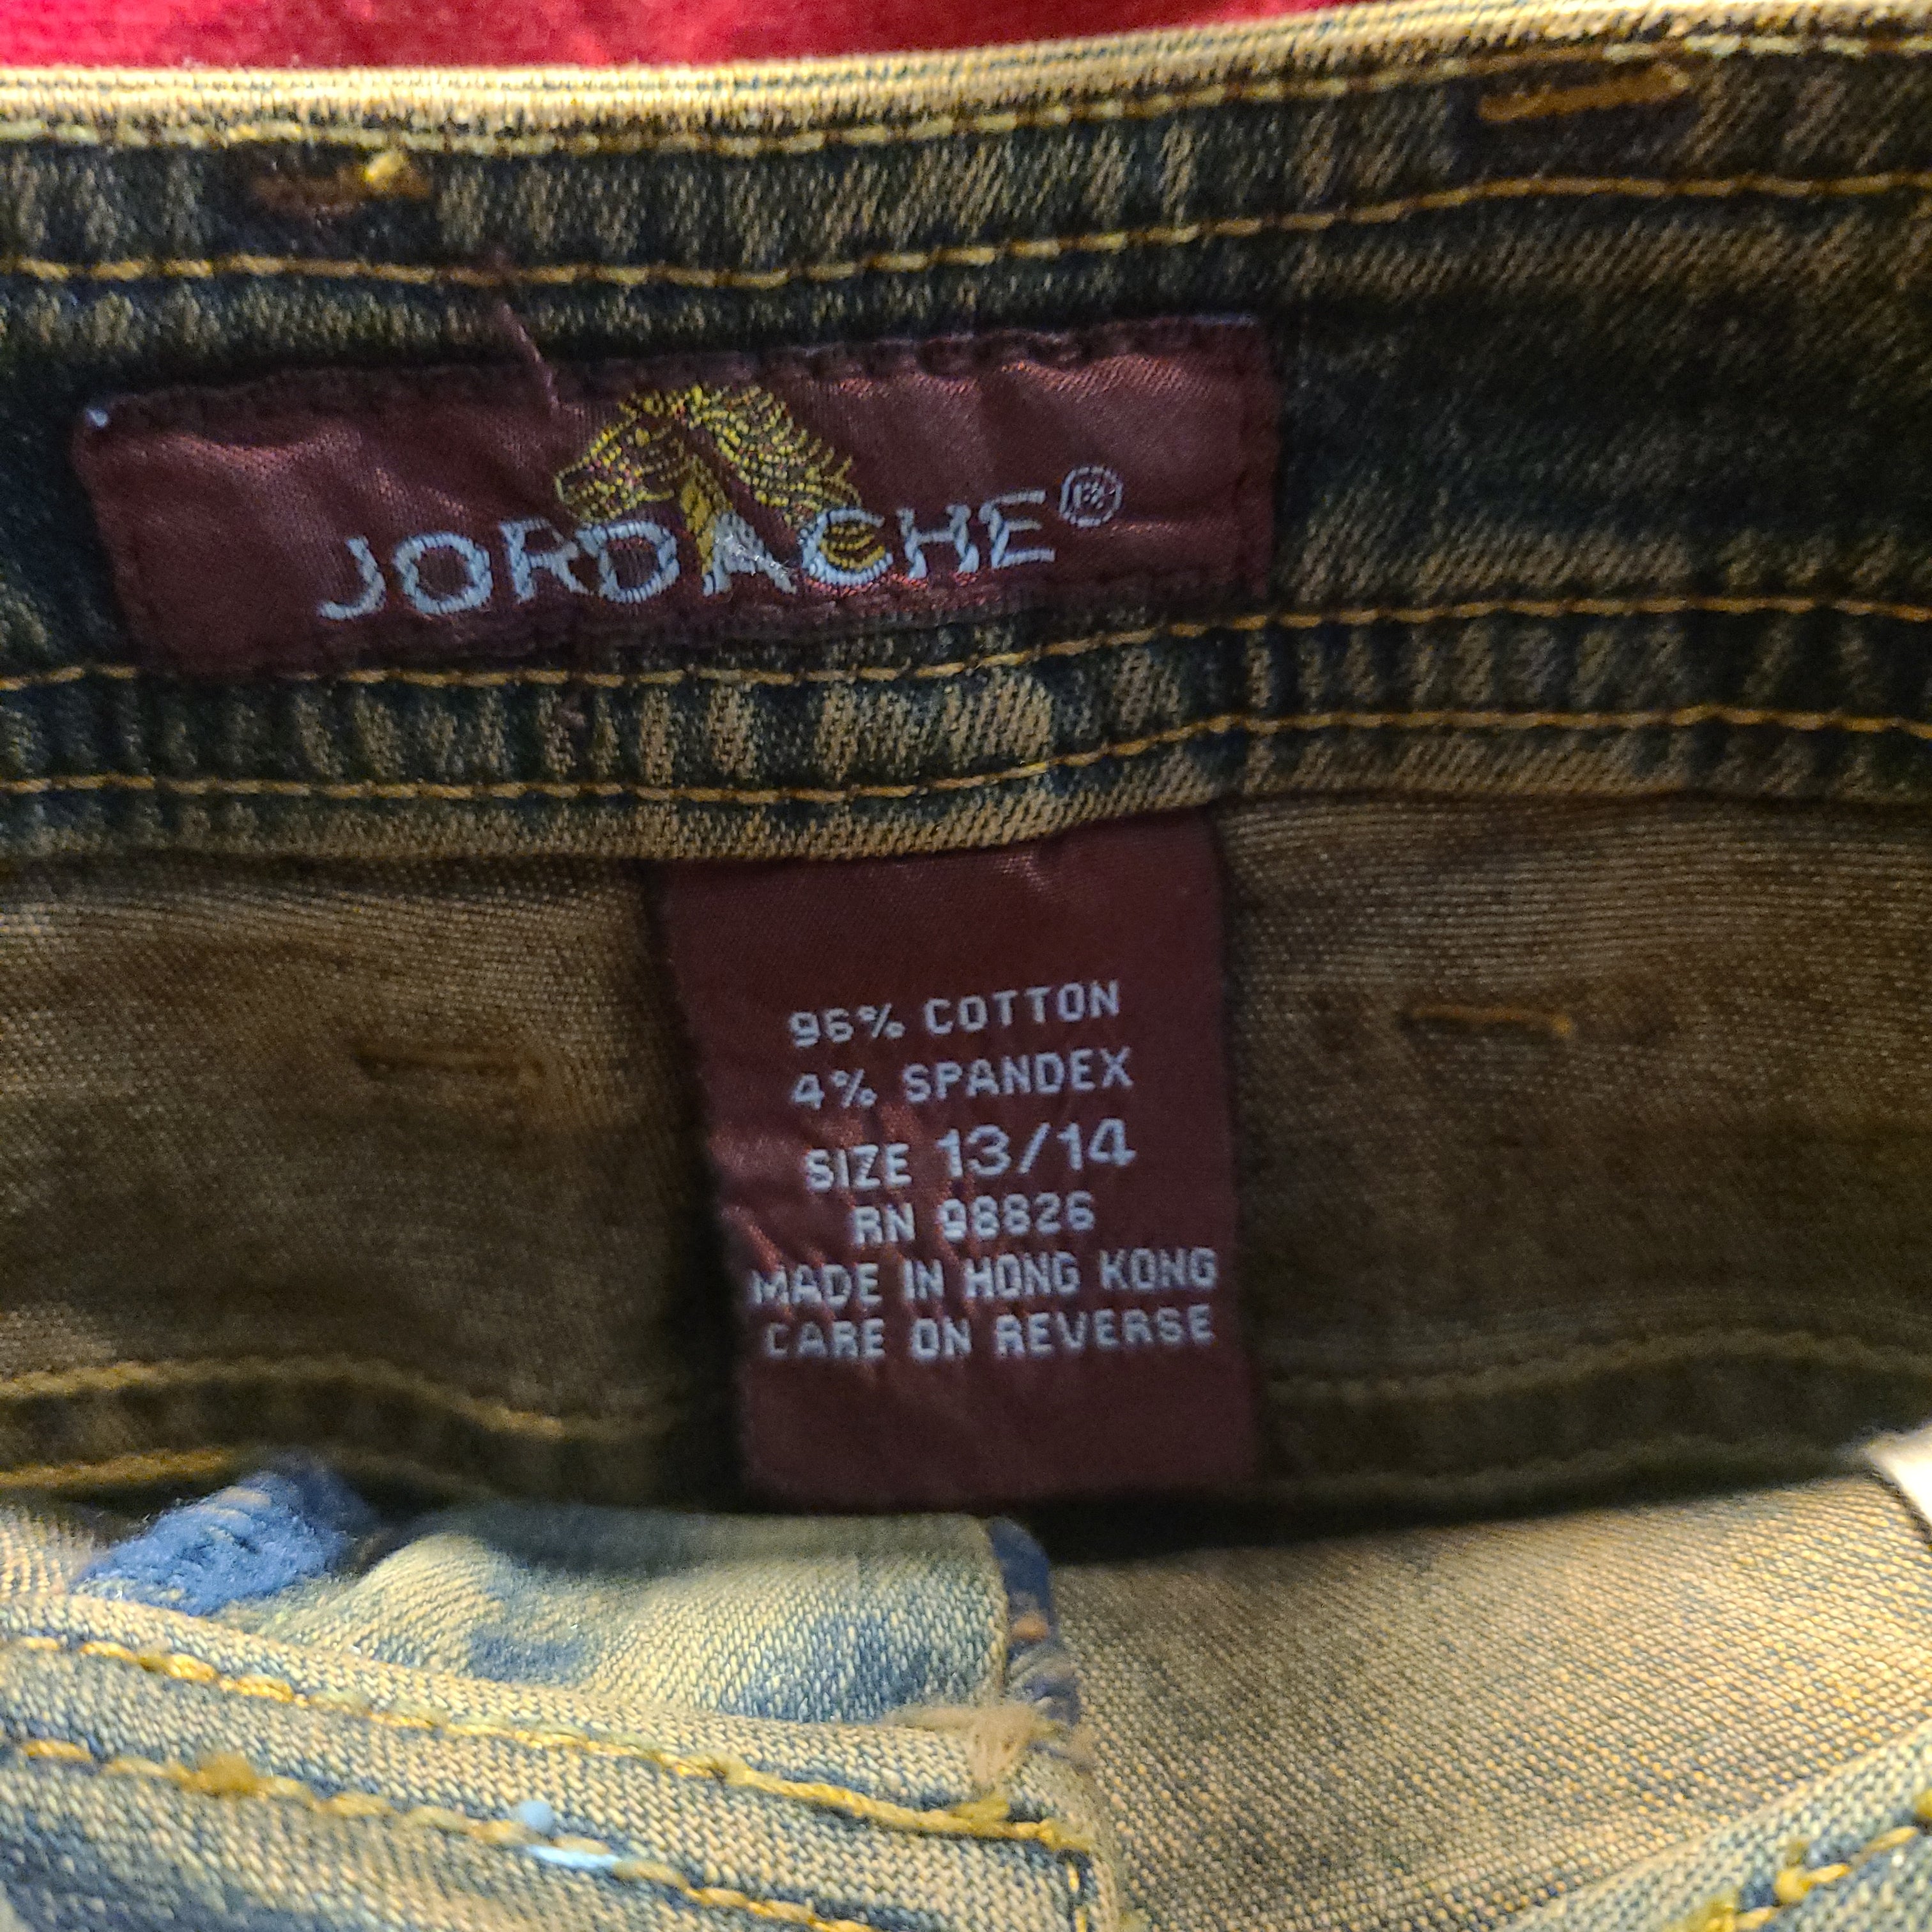 JORDACHE®
96% COTTON
4% SPANDEX
SIZE 13/14
RN 98826
MADE IN HONG KONG
CARE ON REVERSE